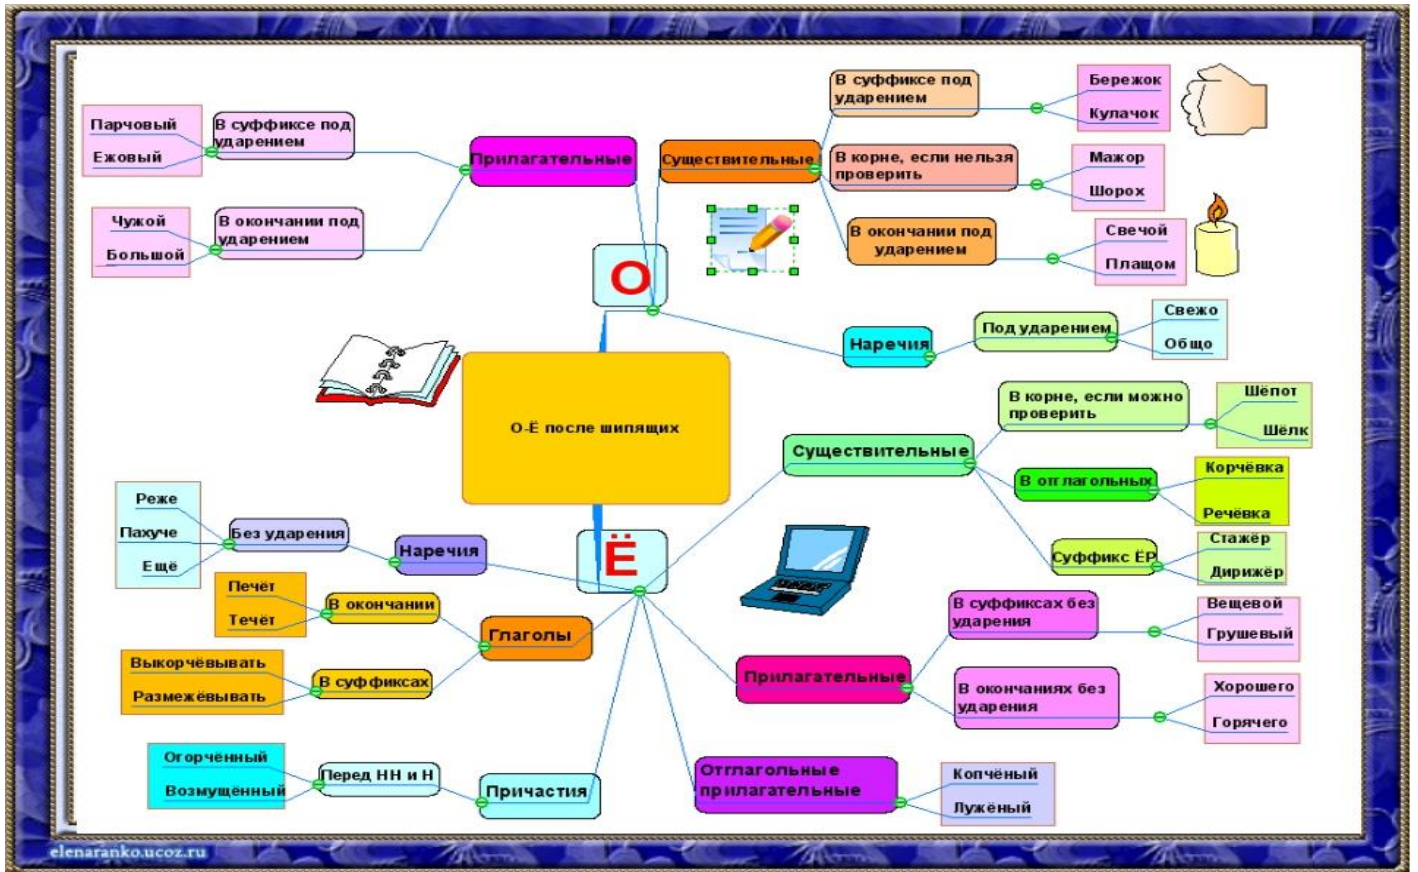 В суффиксе под
ударением
Бережок
Кулачок
Парчовый
Ежовый
В суффиксе под
ударением
Прилагательные
Существительные
В корне, если нельзя
проверить
Мажор
Шорох
Чужой
Большой
В окончании под
ударением
В окончании под
ударением
Свечой
Плащом
О
Наречия
Под ударением
Свежо
Общо
О-Ё после шипящих
Существительные
В корне, если можно
проверить
Шёпот
Шёлк
В отглагольных
Корчёвка
Речёвка
Суффикс ЁР
Стажёр
Дирижёр
Реже
Пахуче
Ещё
Без ударения
Наречия
Ё
Печёт
Течёт
В окончании
Глаголы
Выкорчёвывать
Размежёвывать
В суффиксах
Прилагательные
В суффиксах без
ударения
Вещевой
Грушевый
В окончаниях без
ударения
Хорошего
Горячего
Огорчённый
Возмущённый
Перед НН и Н
Причастия
Отглагольные
прилагательные
Копчёный
Лужёный
elenaranko.ucoz.ru